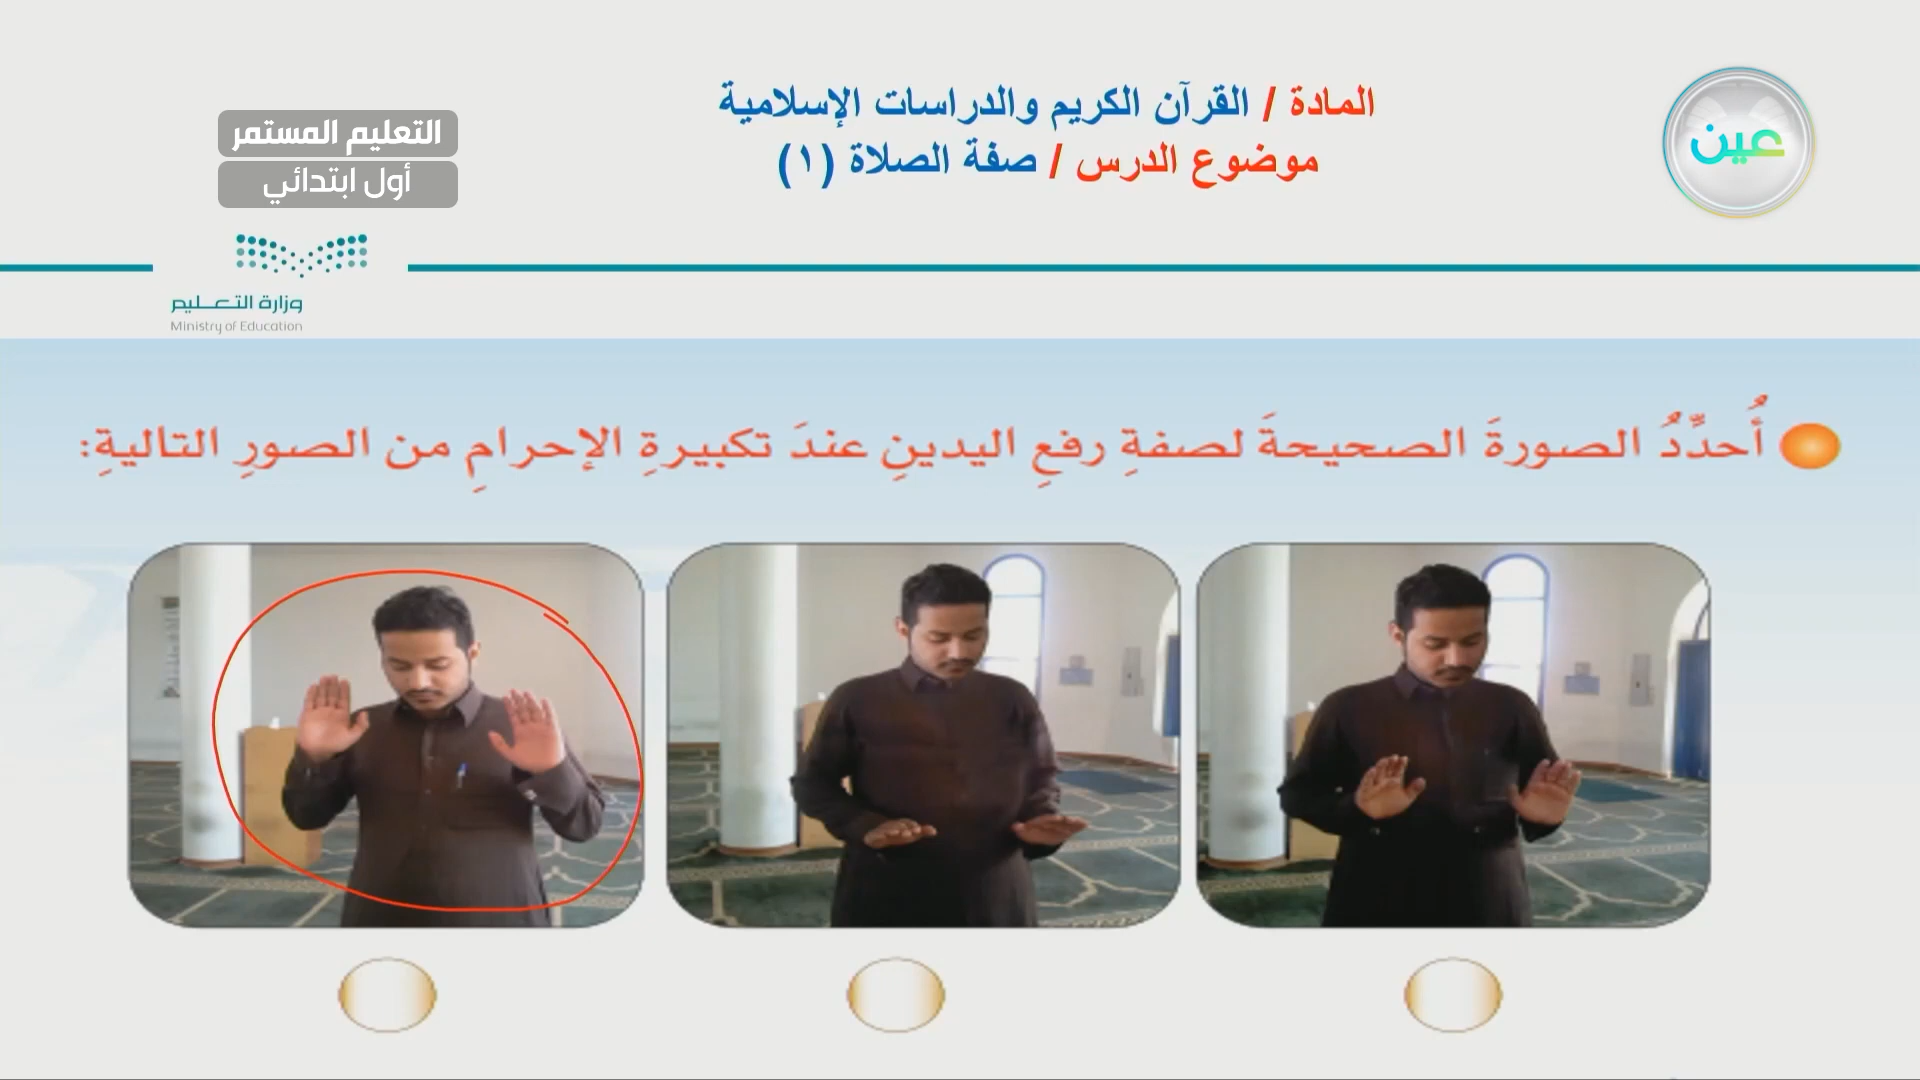 المادة / القرآن الكريم والدراسات الإسلامية
موضوع الدرس / صفة الصلاة (١)
عين
التعليم المستمر
أول ابتدائي
وزارة التعـــليم
Ministry of Education
أُحدِّدُ الصورةَ الصحيحةَ لصفةِ رفعِ اليدينِ عندَ تكبيرةِ الإحرامِ من الصورِ التاليةِ: